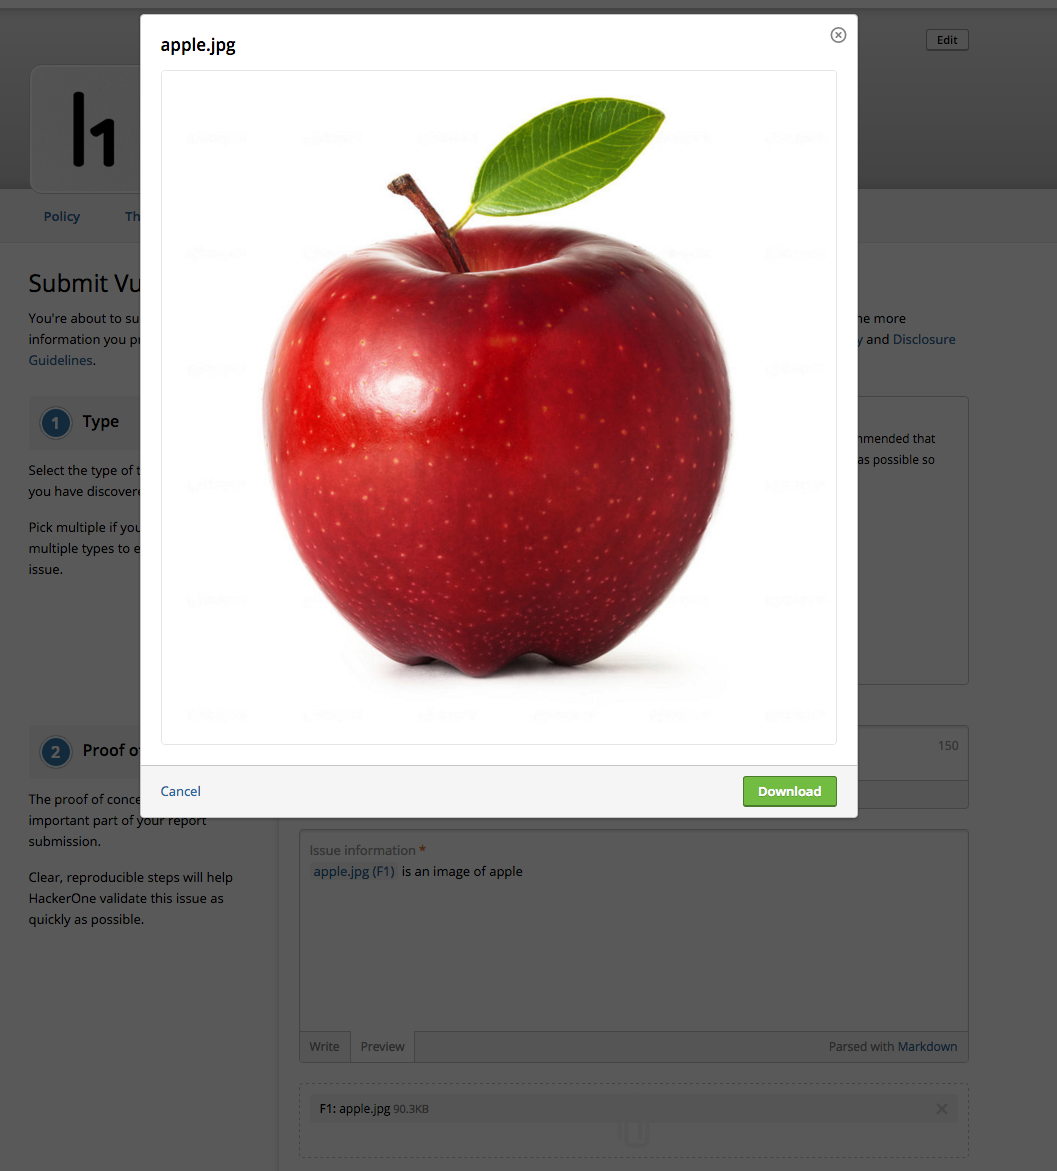 apple.jpg
Edit
h1
Policy
Th
Submit Vu
You're about to su
he more
information you p
y and Disclosure
Guidelines.
1 Type
Select the type of t
you have discovere
Pick multiple if you
multiple types to e
issue.
mmended that
as possible so
2 Proof o
150
Cancel
Download
The proof of conce
important part of your report
submission.
Clear, reproducible steps will help
HackerOne validate this issue as
quickly as possible.
Issue information *
apple.jpg (F1) is an image of apple
Write
Preview
Parsed with Markdown
F1: apple.jpg 90.3KB